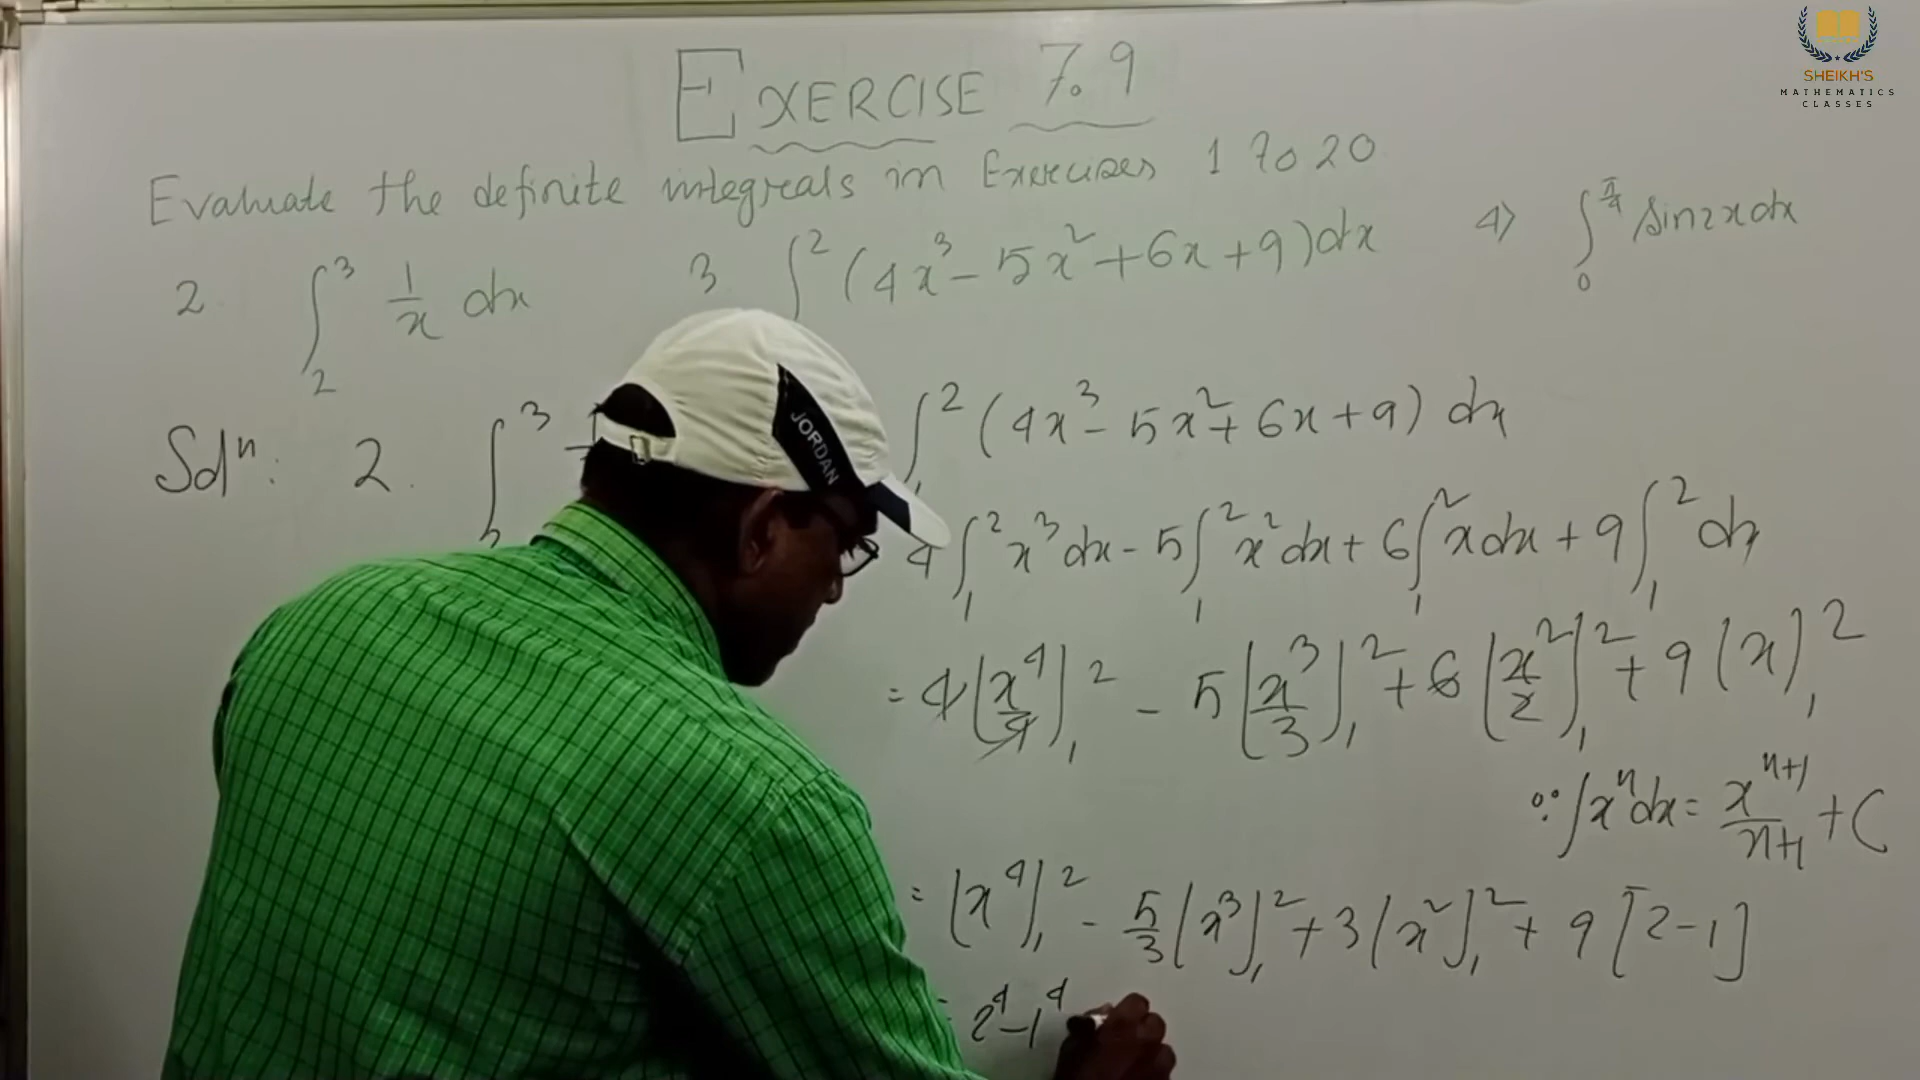 SHEIKH'S
MATHEMATICS
CLASSES
EXERCISE 7.9
Evaluate the definite integrals in Exercises 1 to 20
2 ∫₂³ 1/x dx 3 ∫² (4x³ - 5x² + 6x + 9) dx 4) ∫₀^(π/4) sin2x dx
Solⁿ: 2. ∫₂³ ∫₁² (4x³ - 5x² + 6x + 9) dx
4 ∫₁² x³ dx - 5 ∫₁² x² dx + 6 ∫₁² x dx + 9 ∫₁² dx
= 4 [x⁴/4]₁² - 5 [x³/3]₁² + 6 [x²/2]₁² + 9 (x)₁²
∵ ∫xⁿ dx = xⁿ⁺¹/n+1 + C
= [x⁴]₁² - 5/3 [x³]₁² + 3 [x²]₁² + 9 [2-1]
= 2⁴ - 1⁴
JORDAN